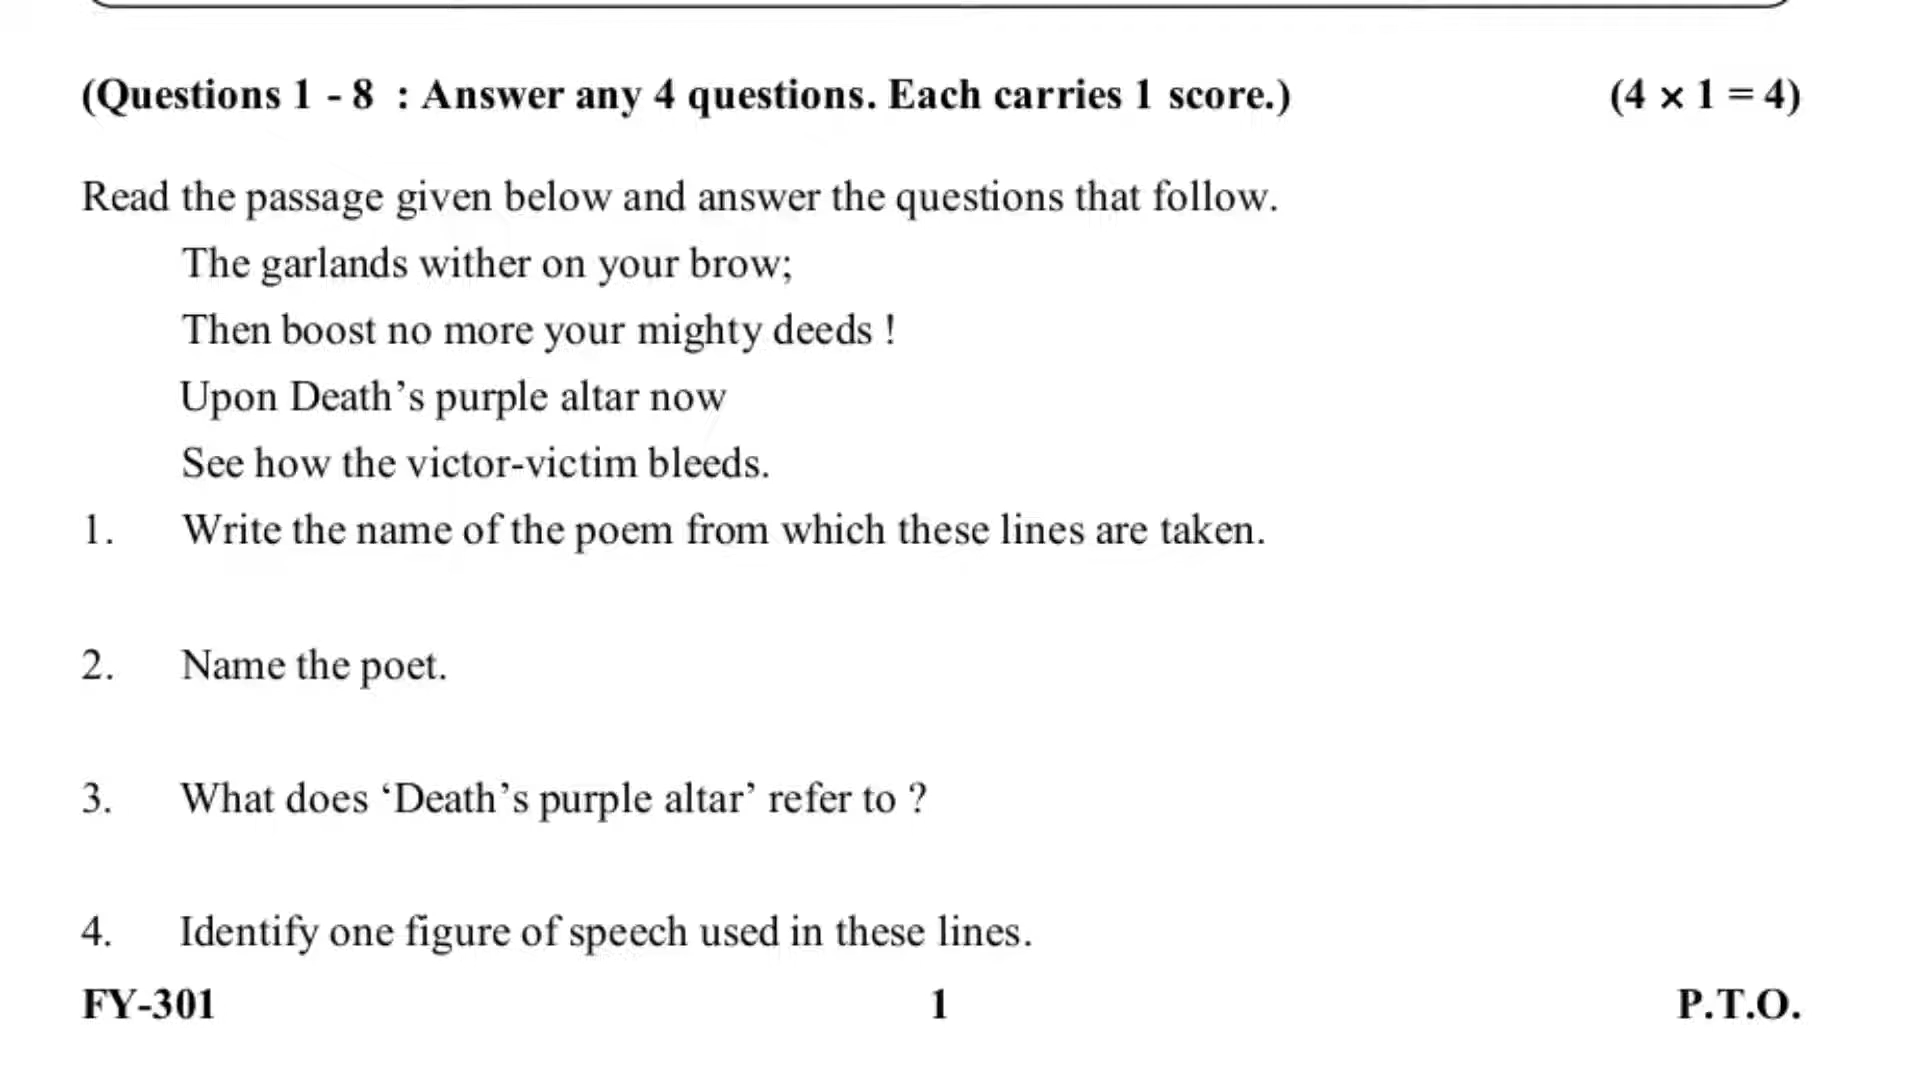 (Questions 1 - 8 : Answer any 4 questions. Each carries 1 score.) (4 × 1 = 4)
Read the passage given below and answer the questions that follow.
The garlands wither on your brow;
Then boost no more your mighty deeds !
Upon Death’s purple altar now
See how the victor-victim bleeds.
1. Write the name of the poem from which these lines are taken.
2. Name the poet.
3. What does ‘Death’s purple altar’ refer to ?
4. Identify one figure of speech used in these lines.
FY-301 1 P.T.O.